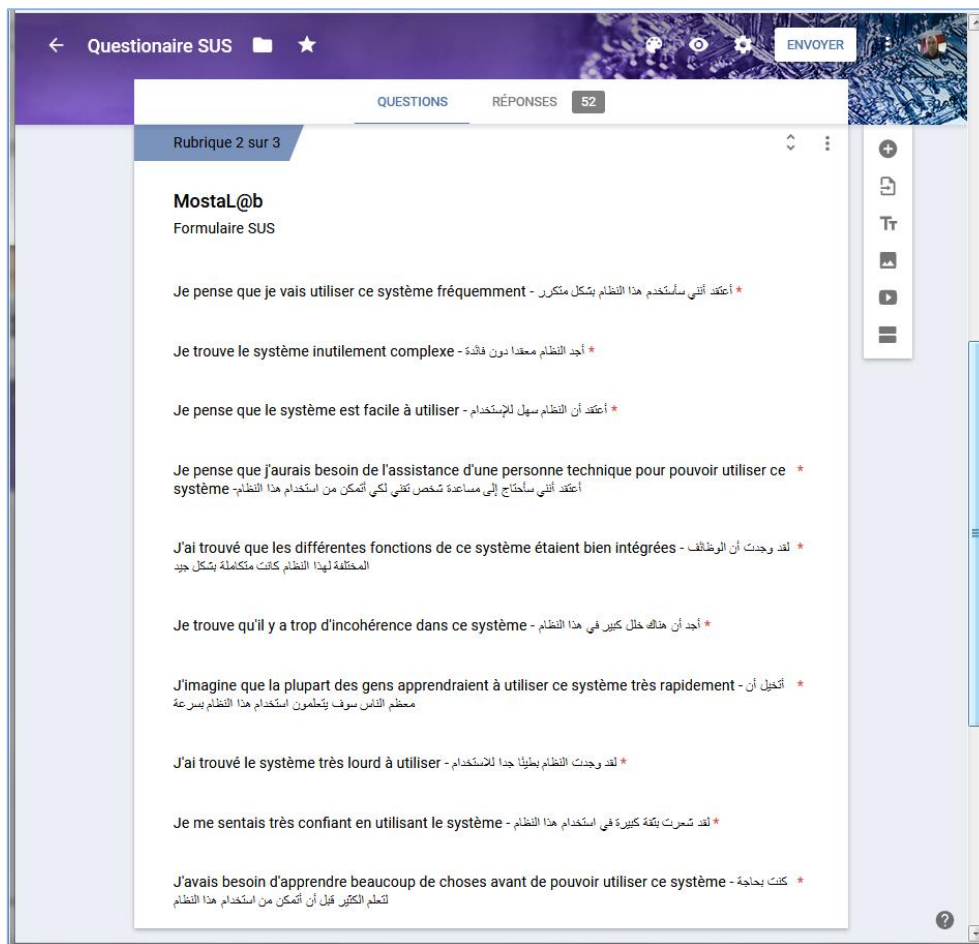 Questionaire SUS
ENVOYER
QUESTIONS RÉPONSES 52
Rubrique 2 sur 3
MostaL@b
Formulaire SUS
Je pense que je vais utiliser ce système fréquemment - أعتقد أنني سأستخدم هذا النظام بشكل متكرر *
Je trouve le système inutilement complexe - أجد النظام معقدا دون فائدة *
Je pense que le système est facile à utiliser - أعتقد أن النظام سهل للإستخدام *
Je pense que j'aurais besoin de l'assistance d'une personne technique pour pouvoir utiliser ce *
système -أعتقد أنني سأحتاج إلى مساعدة شخص تقني لكي أتمكن من استخدام هذا النظام
J'ai trouvé que les différentes fonctions de ce système étaient bien intégrées - لقد وجدت أن الوظائف *
المختلفة لهذا النظام كانت متكاملة بشكل جيد
Je trouve qu'il y a trop d'incohérence dans ce système - أجد أن هناك خلل كبير في هذا النظام *
J'imagine que la plupart des gens apprendraient à utiliser ce système très rapidement - أتخيل أن *
معظم الناس سوف يتعلمون استخدام هذا النظام بسرعة
J'ai trouvé le système très lourd à utiliser - لقد وجدت النظام بطيئا جدا للاستخدام *
Je me sentais très confiant en utilisant le système - لقد شعرت بثقة كبيرة في استخدام هذا النظام *
J'avais besoin d'apprendre beaucoup de choses avant de pouvoir utiliser ce système - كنت بحاجة *
لتعلم الكثير قبل أن أتمكن من استخدام هذا النظام